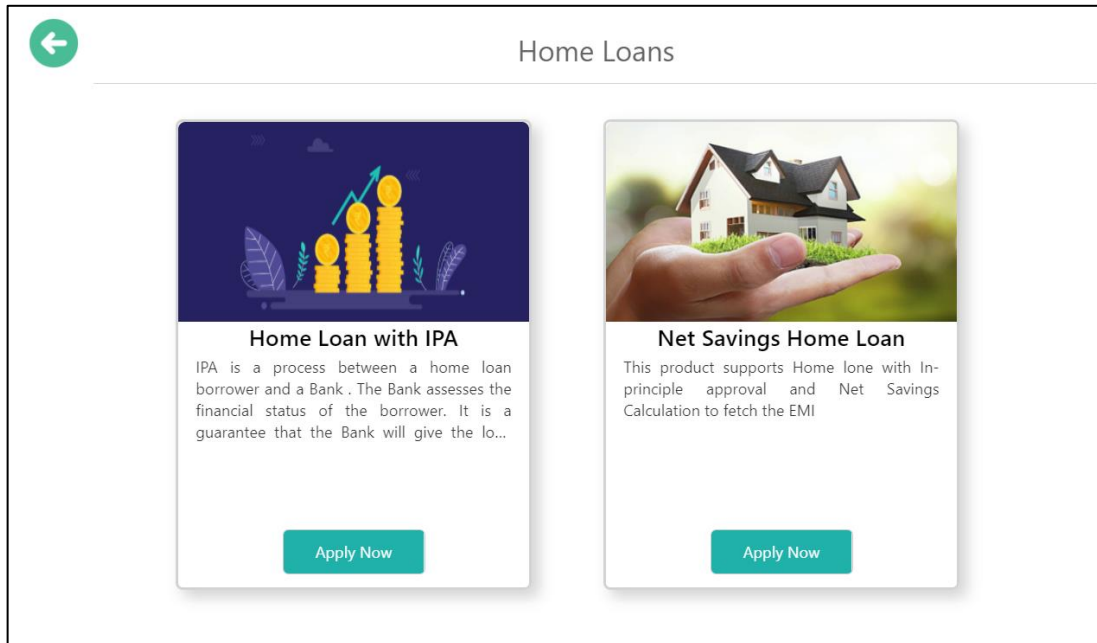 Home Loans
Home Loan with IPA
IPA is a process between a home loan
borrower and a Bank . The Bank assesses the
financial status of the borrower. It is a
guarantee that the Bank will give the lo...
Apply Now
Net Savings Home Loan
This product supports Home lone with In-
principle approval and Net Savings
Calculation to fetch the EMI
Apply Now